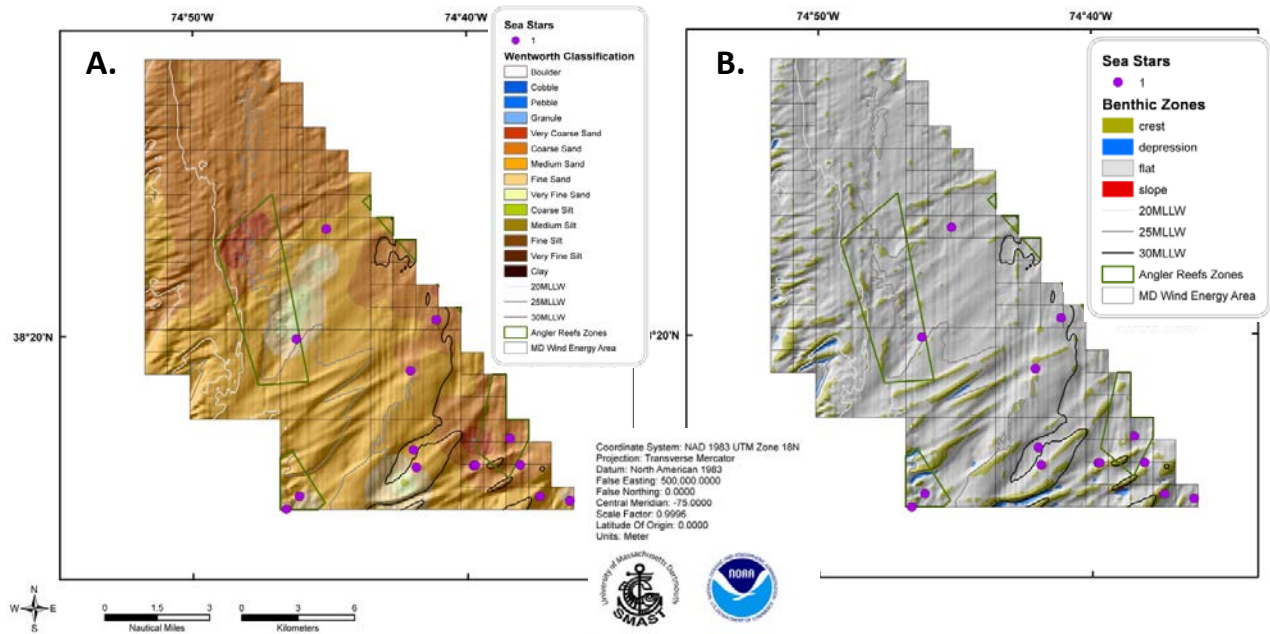 74°50'W
74°40'W
A.
38°20'N
Sea Stars
1
Wentworth Classification
Boulder
Cobble
Pebble
Granule
Very Coarse Sand
Coarse Sand
Medium Sand
Fine Sand
Very Fine Sand
Coarse Silt
Medium Silt
Fine Silt
Very Fine Silt
Clay
20MLLW
25MLLW
30MLLW
Angler Reefs Zones
MD Wind Energy Area
74°50'W
74°40'W
B.
8°20'N
Sea Stars
1
Benthic Zones
crest
depression
flat
slope
20MLLW
25MLLW
30MLLW
Angler Reefs Zones
MD Wind Energy Area
Coordinate System: NAD 1983 UTM Zone 18N
Projection: Transverse Mercator
Datum: North American 1983
False Easting: 500,000.0000
False Northing: 0.0000
Central Meridian: -75.0000
Scale Factor: 0.9996
Latitude Of Origin: 0.0000
Units: Meter
University of Massachusetts Dartmouth
SMAST
NOAA
N
W E
S
0 1.5 3
Nautical Miles
0 3 6
Kilometers